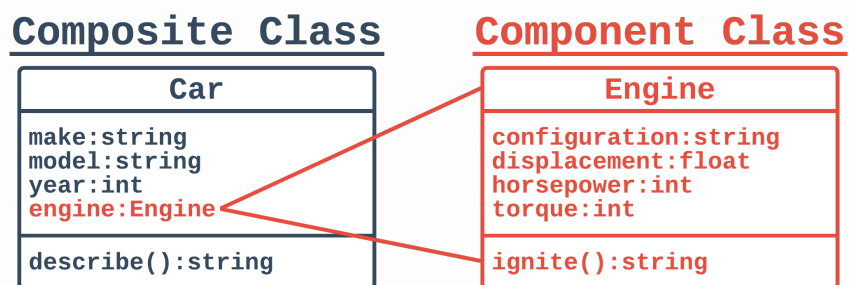 Composite Class
Car
make:string
model:string
year:int
engine:Engine
describe():string
Component Class
Engine
configuration:string
displacement:float
horsepower:int
torque:int
ignite():string